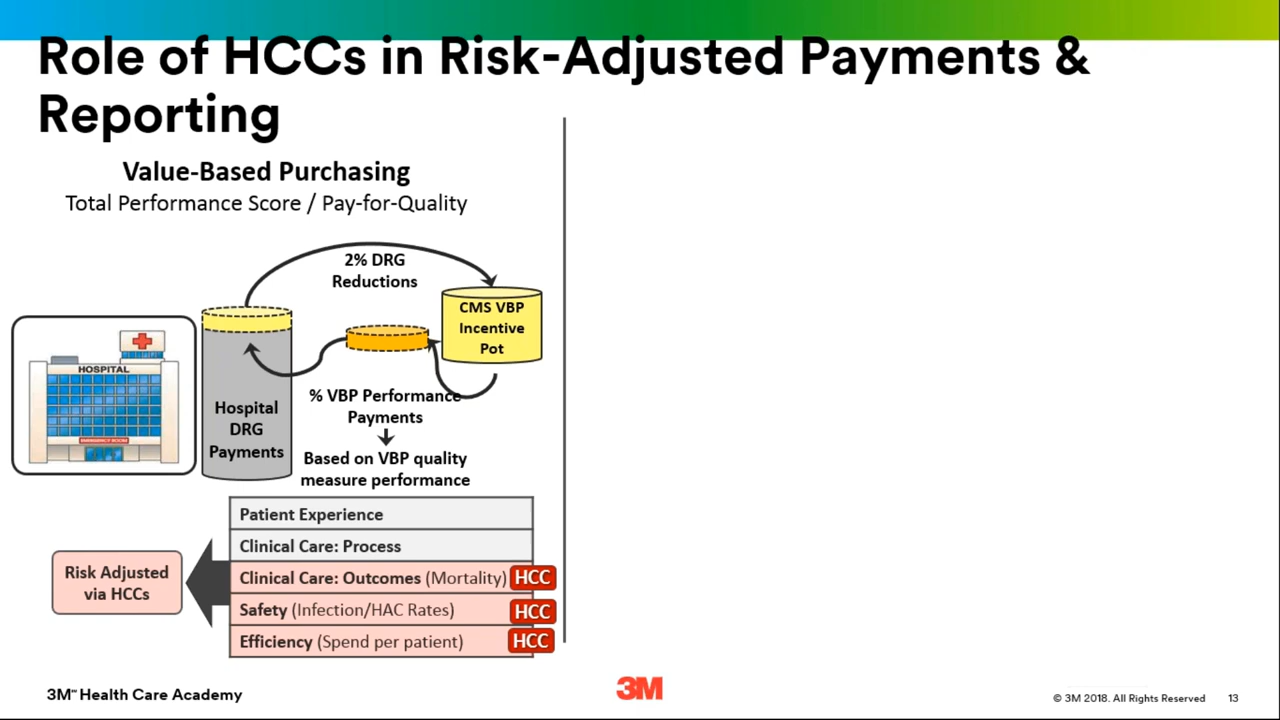 Role of HCCs in Risk-Adjusted Payments &
Reporting
Value-Based Purchasing
Total Performance Score / Pay-for-Quality
2% DRG
Reductions
CMS VBP
Incentive
Pot
HOSPITAL
EMERGENCY ROOM
Hospital
DRG
Payments
% VBP Performance
Payments
Based on VBP quality
measure performance
Patient Experience
Clinical Care: Process
Clinical Care: Outcomes (Mortality) HCC
Safety (Infection/HAC Rates) HCC
Efficiency (Spend per patient) HCC
Risk Adjusted
via HCCs
3M™ Health Care Academy
3M
© 3M 2018. All Rights Reserved 13